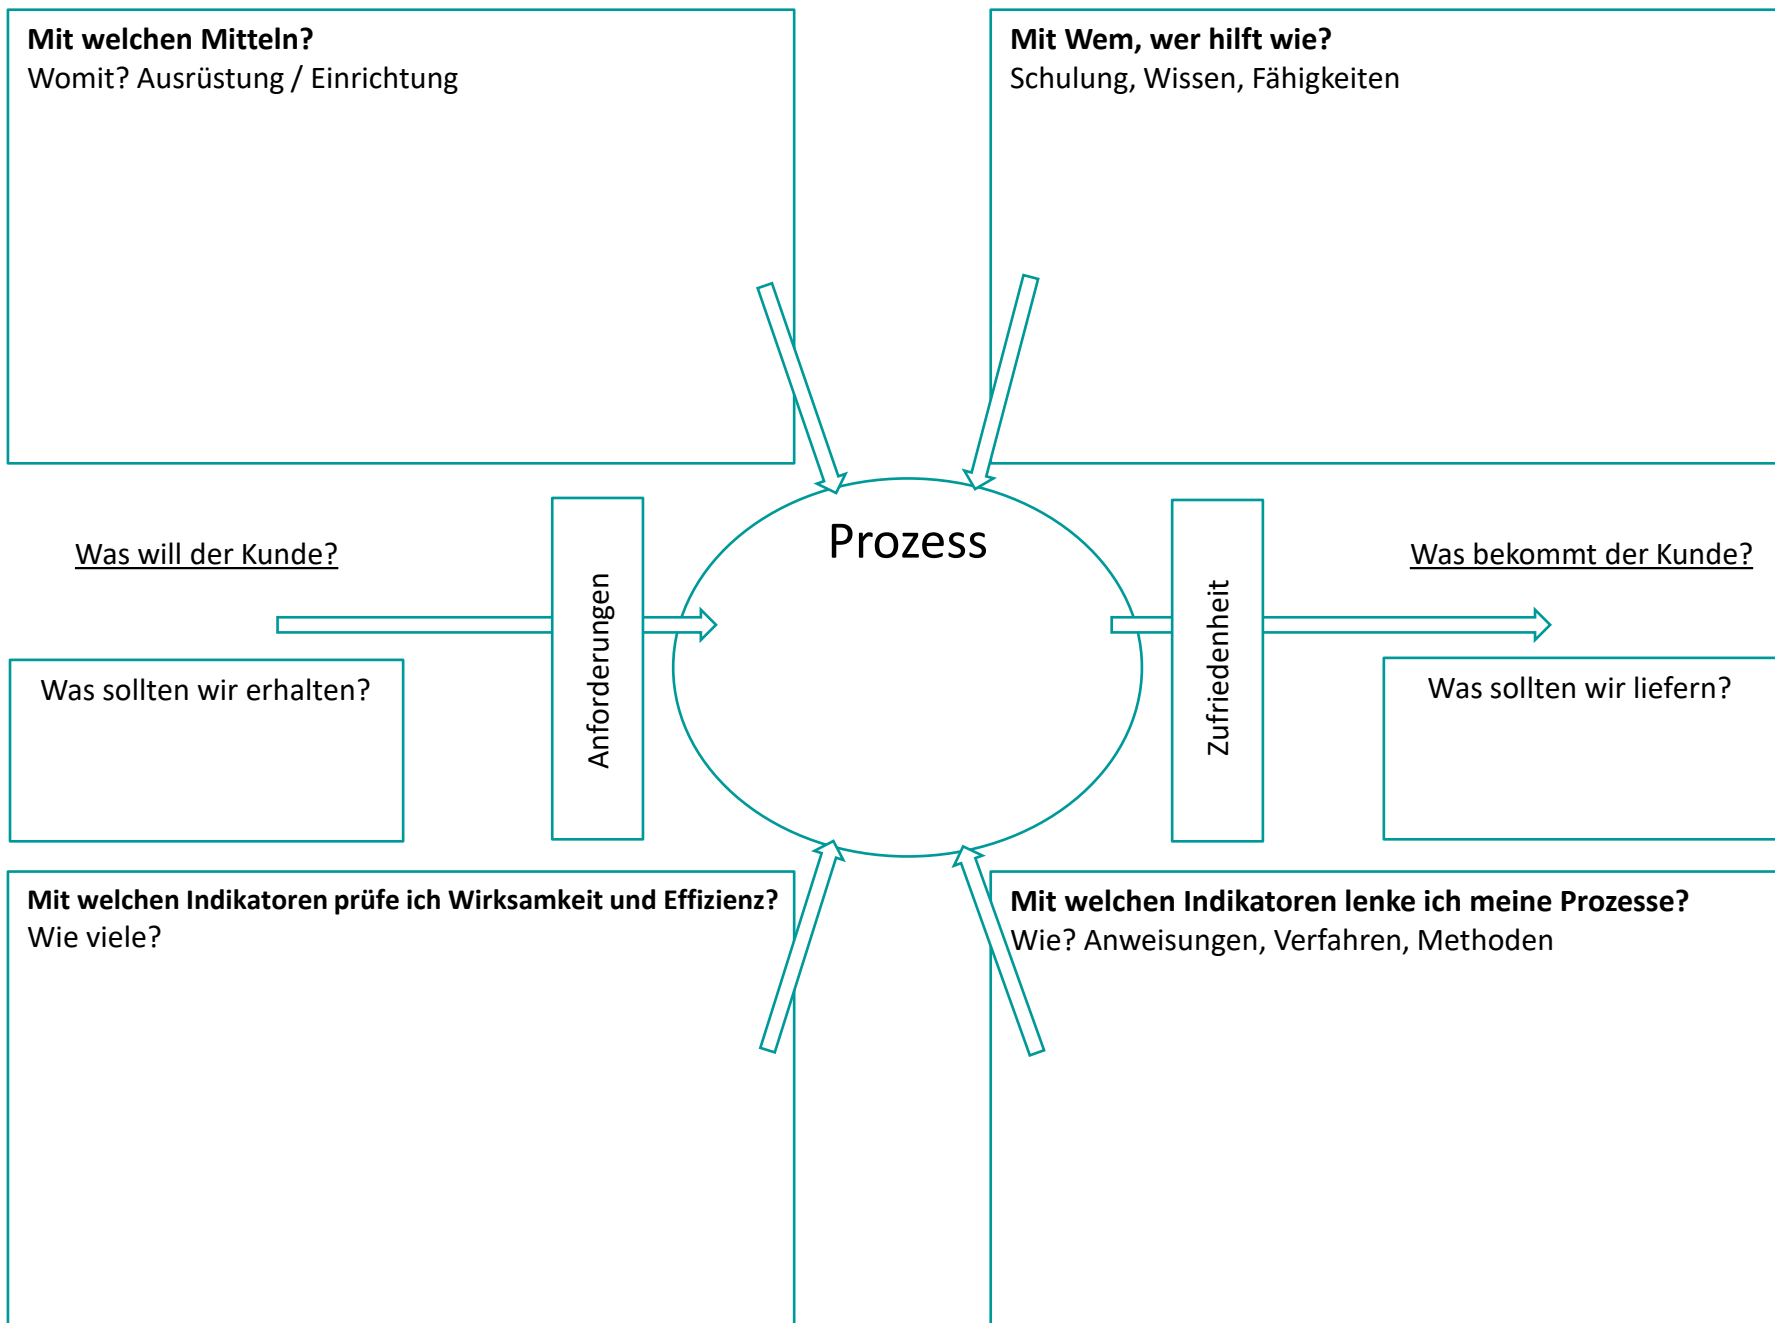 Mit welchen Mitteln?
Womit? Ausrüstung / Einrichtung
Mit Wem, wer hilft wie?
Schulung, Wissen, Fähigkeiten
Was will der Kunde?
Anforderungen
Prozess
Zufriedenheit
Was bekommt der Kunde?
Was sollten wir erhalten?
Was sollten wir liefern?
Mit welchen Indikatoren prüfe ich Wirksamkeit und Effizienz?
Wie viele?
Mit welchen Indikatoren lenke ich meine Prozesse?
Wie? Anweisungen, Verfahren, Methoden